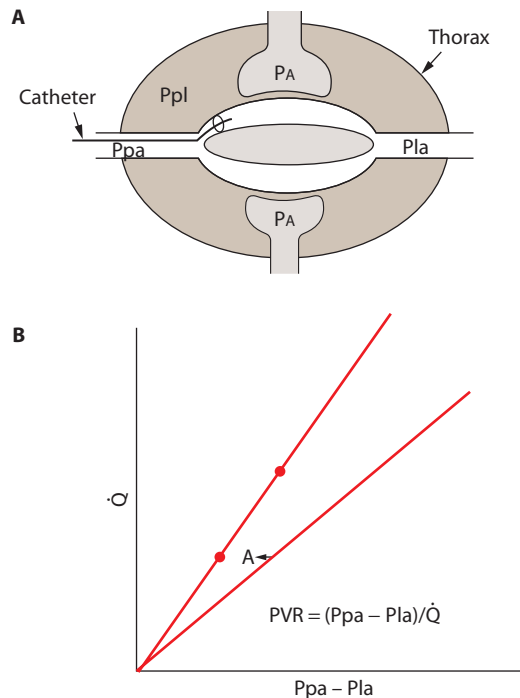 A
PA
Thorax
Ppl
Catheter
Ppa
Pla
PA
B
Q̇
A
PVR = (Ppa – Pla)/Q̇
Ppa – Pla